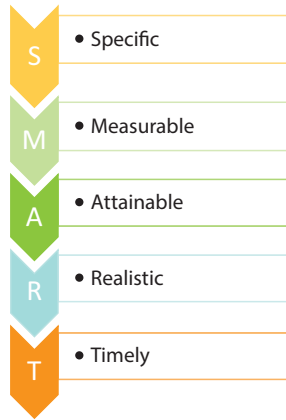 S
• Specific
M
• Measurable
A
• Attainable
R
• Realistic
T
• Timely